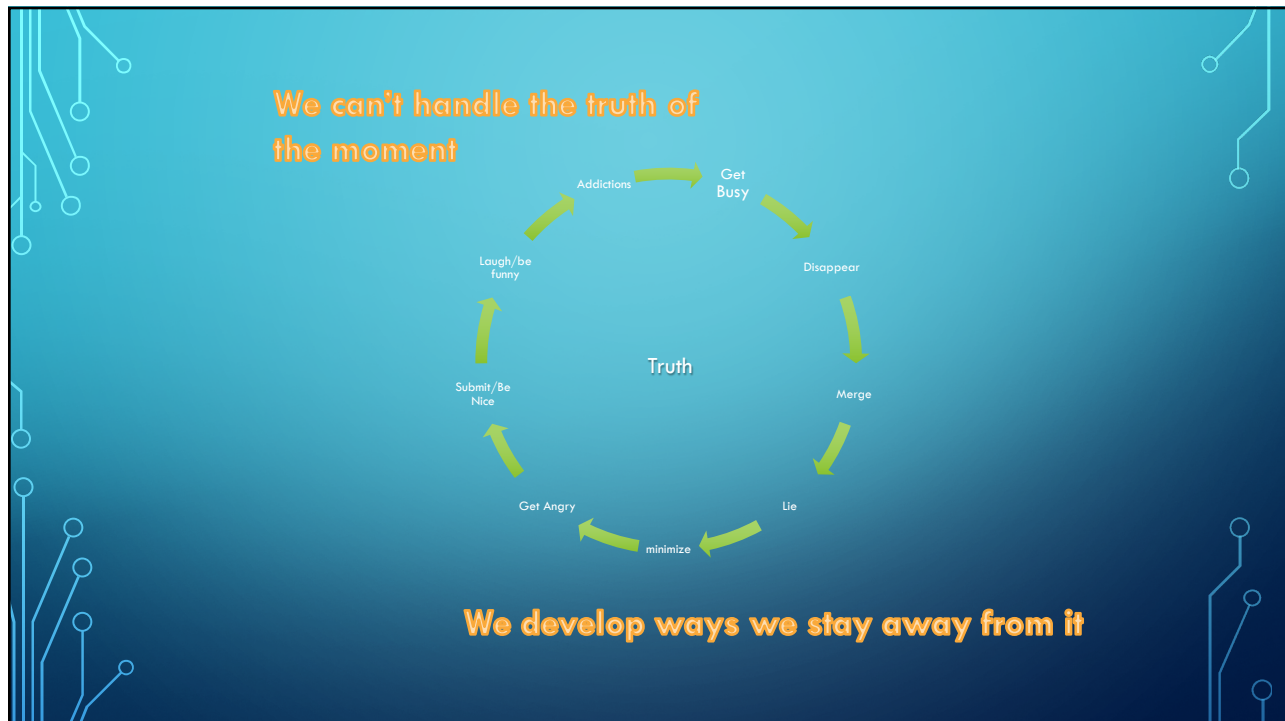 We can't handle the truth of
the moment
Addictions
Get
Busy
Disappear
Merge
Lie
minimize
Get Angry
Submit/Be
Nice
Laugh/be
funny
Truth
We develop ways we stay away from it